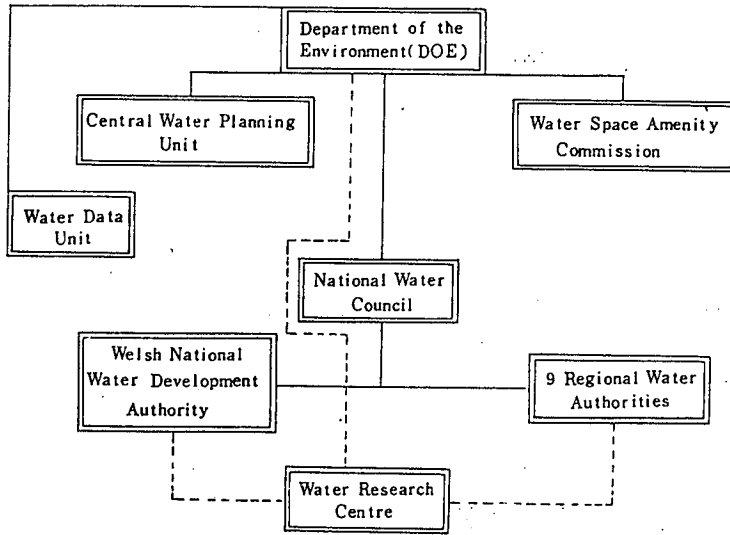 Department of the
Environment(DOE)
Central Water Planning
Unit
Water Space Amenity
Commission
Water Data
Unit
National Water
Council
Welsh National
Water Development
Authority
9 Regional Water
Authorities
Water Research
Centre